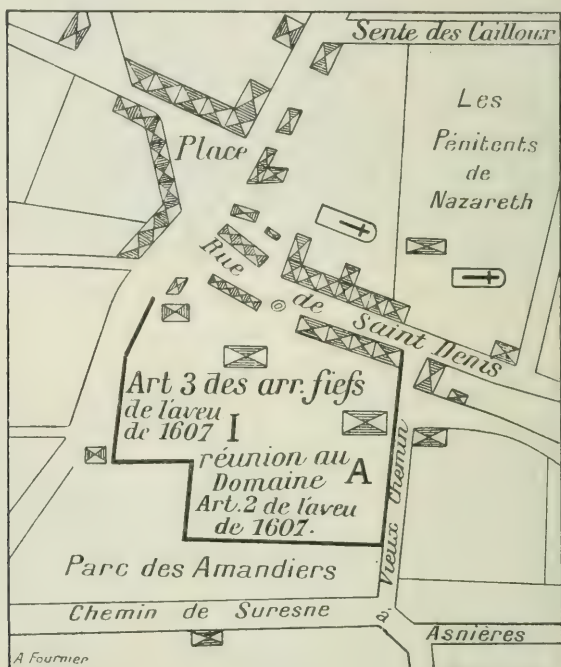 Sente des Cailloux
Les
Pénitents
de
Nazareth
Place
Rue de Saint Denis
Art 3 des arr. fiefs
de l'aveu
de 1607 I
réunion au
Domaine A
Art. 2 de l'aveu
de 1607.
Vieux Chemin
Parc des Amandiers
Chemin de Suresne à Asnières
A Fournier